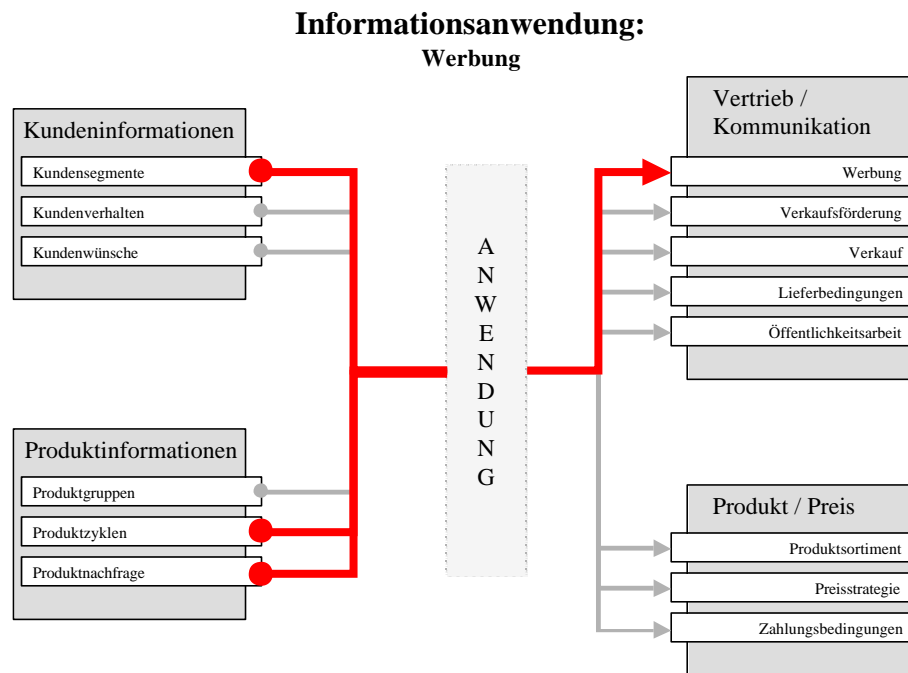 Informationsanwendung:
Werbung
Kundeninformationen
Kundensegmente
Kundenverhalten
Kundenwünsche
Produktinformationen
Produktgruppen
Produktzyklen
Produktnachfrage
A
N
W
E
N
D
U
N
G
Vertrieb /
Kommunikation
Werbung
Verkaufsförderung
Verkauf
Lieferbedingungen
Öffentlichkeitsarbeit
Produkt / Preis
Produktsortiment
Preisstrategie
Zahlungsbedingungen